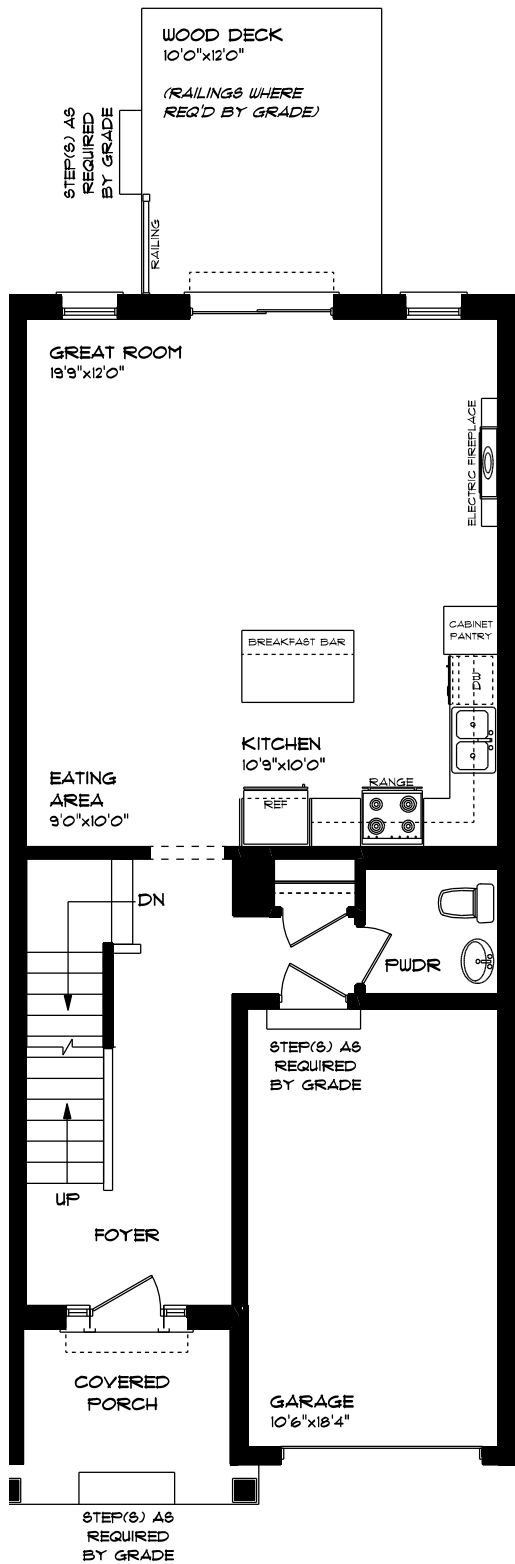 WOOD DECK
10'0"x12'0"
(RAILINGS WHERE
REQ'D BY GRADE)
STEP(S) AS
REQUIRED
BY GRADE
RAILING
GREAT ROOM
19'9"x12'0"
ELECTRIC FIREPLACE
CABINET
PANTRY
BREAKFAST BAR
DW
KITCHEN
10'9"x10'0"
EATING
AREA
9'0"x10'0"
RANGE
REF
DN
PWDR
STEP(S) AS
REQUIRED
BY GRADE
UP
FOYER
COVERED
PORCH
GARAGE
10'6"x18'4"
STEP(S) AS
REQUIRED
BY GRADE